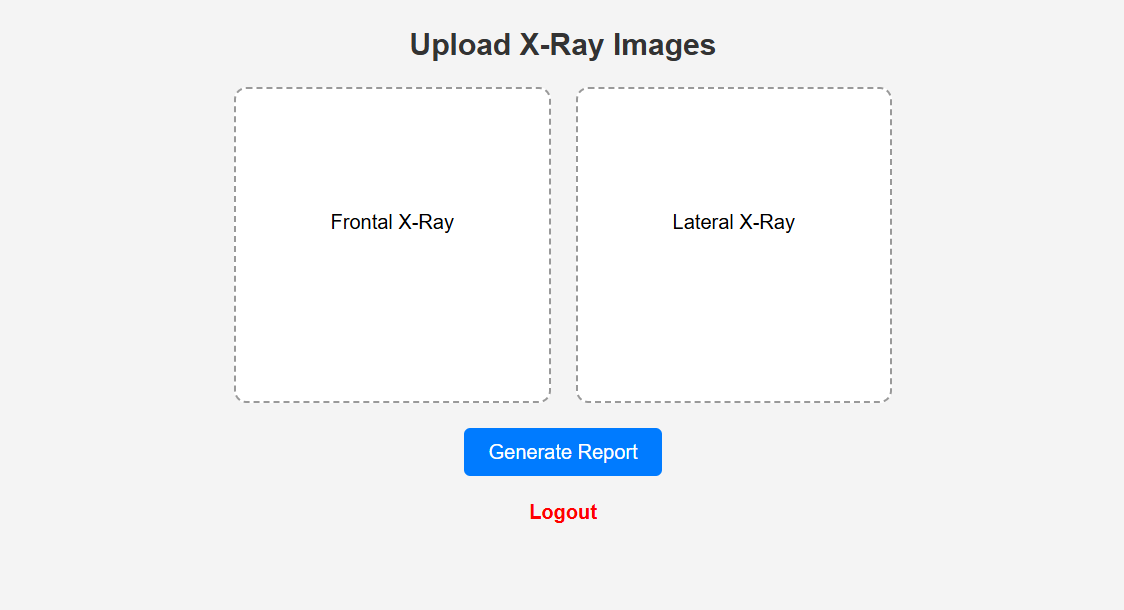 Upload X-Ray Images
Frontal X-Ray
Lateral X-Ray
Generate Report
Logout